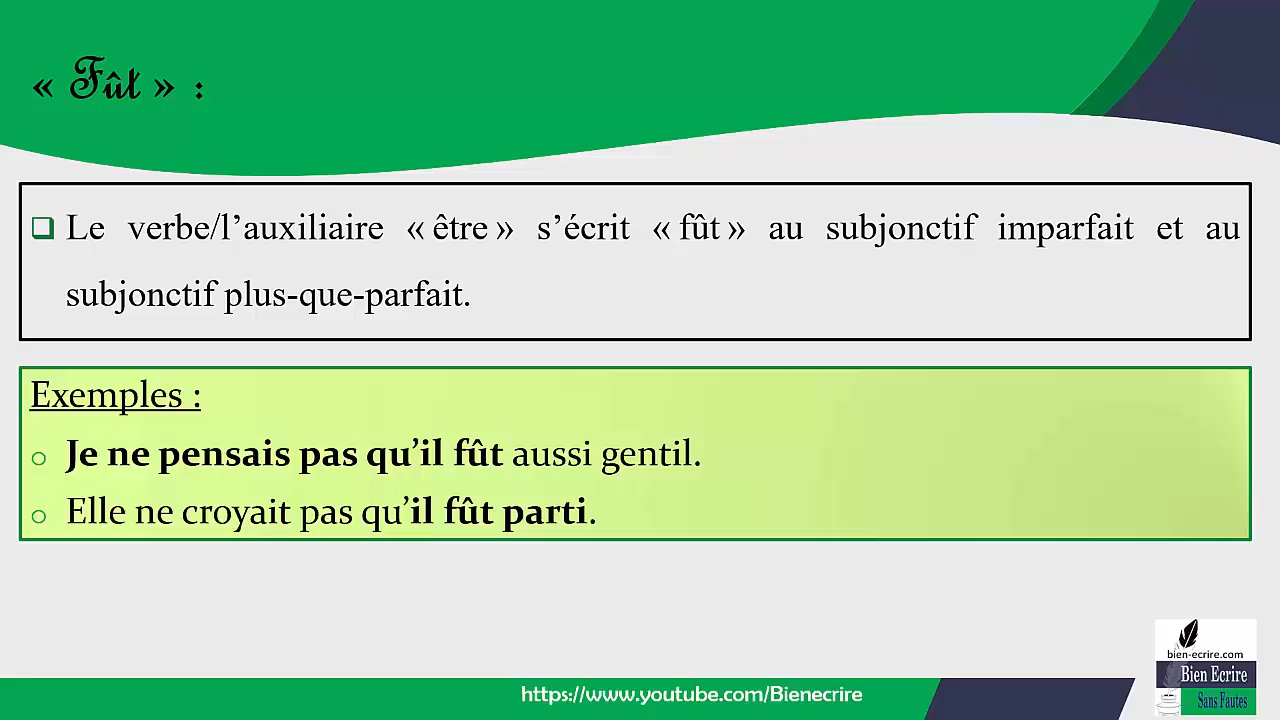 « Fût » :
Le verbe/l’auxiliaire « être » s’écrit « fût » au subjonctif imparfait et au
subjonctif plus-que-parfait.
Exemples :
Je ne pensais pas qu’il fût aussi gentil.
Elle ne croyait pas qu’il fût parti.
bien-ecrire.com
Bien Ecrire
Sans Fautes
https://www.youtube.com/Bienecrire